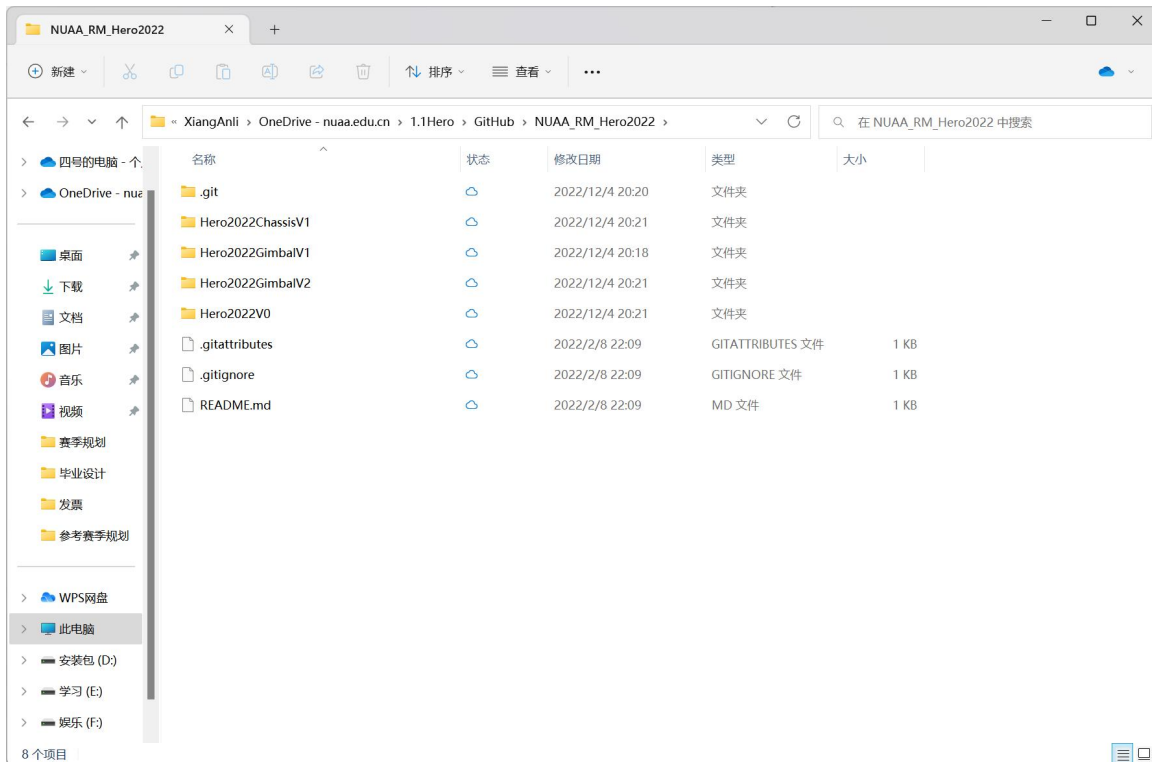 NUAA_RM_Hero2022
新建
排序
查看
« XiangAnli › OneDrive - nuaa.edu.cn › 1.1Hero › GitHub › NUAA_RM_Hero2022 ›
在 NUAA_RM_Hero2022 中搜索
名称 状态 修改日期 类型 大小
.git 2022/12/4 20:20 文件夹
Hero2022ChassisV1 2022/12/4 20:21 文件夹
Hero2022GimbalV1 2022/12/4 20:18 文件夹
Hero2022GimbalV2 2022/12/4 20:21 文件夹
Hero2022V0 2022/12/4 20:21 文件夹
.gitattributes 2022/2/8 22:09 GITATTRIBUTES 文件 1 KB
.gitignore 2022/2/8 22:09 GITIGNORE 文件 1 KB
README.md 2022/2/8 22:09 MD 文件 1 KB
四号的电脑 - 个
OneDrive - nua
桌面
下载
文档
图片
音乐
视频
赛季规划
毕业设计
发票
参考赛季规划
WPS网盘
此电脑
安装包 (D:)
学习 (E:)
娱乐 (F:)
8 个项目